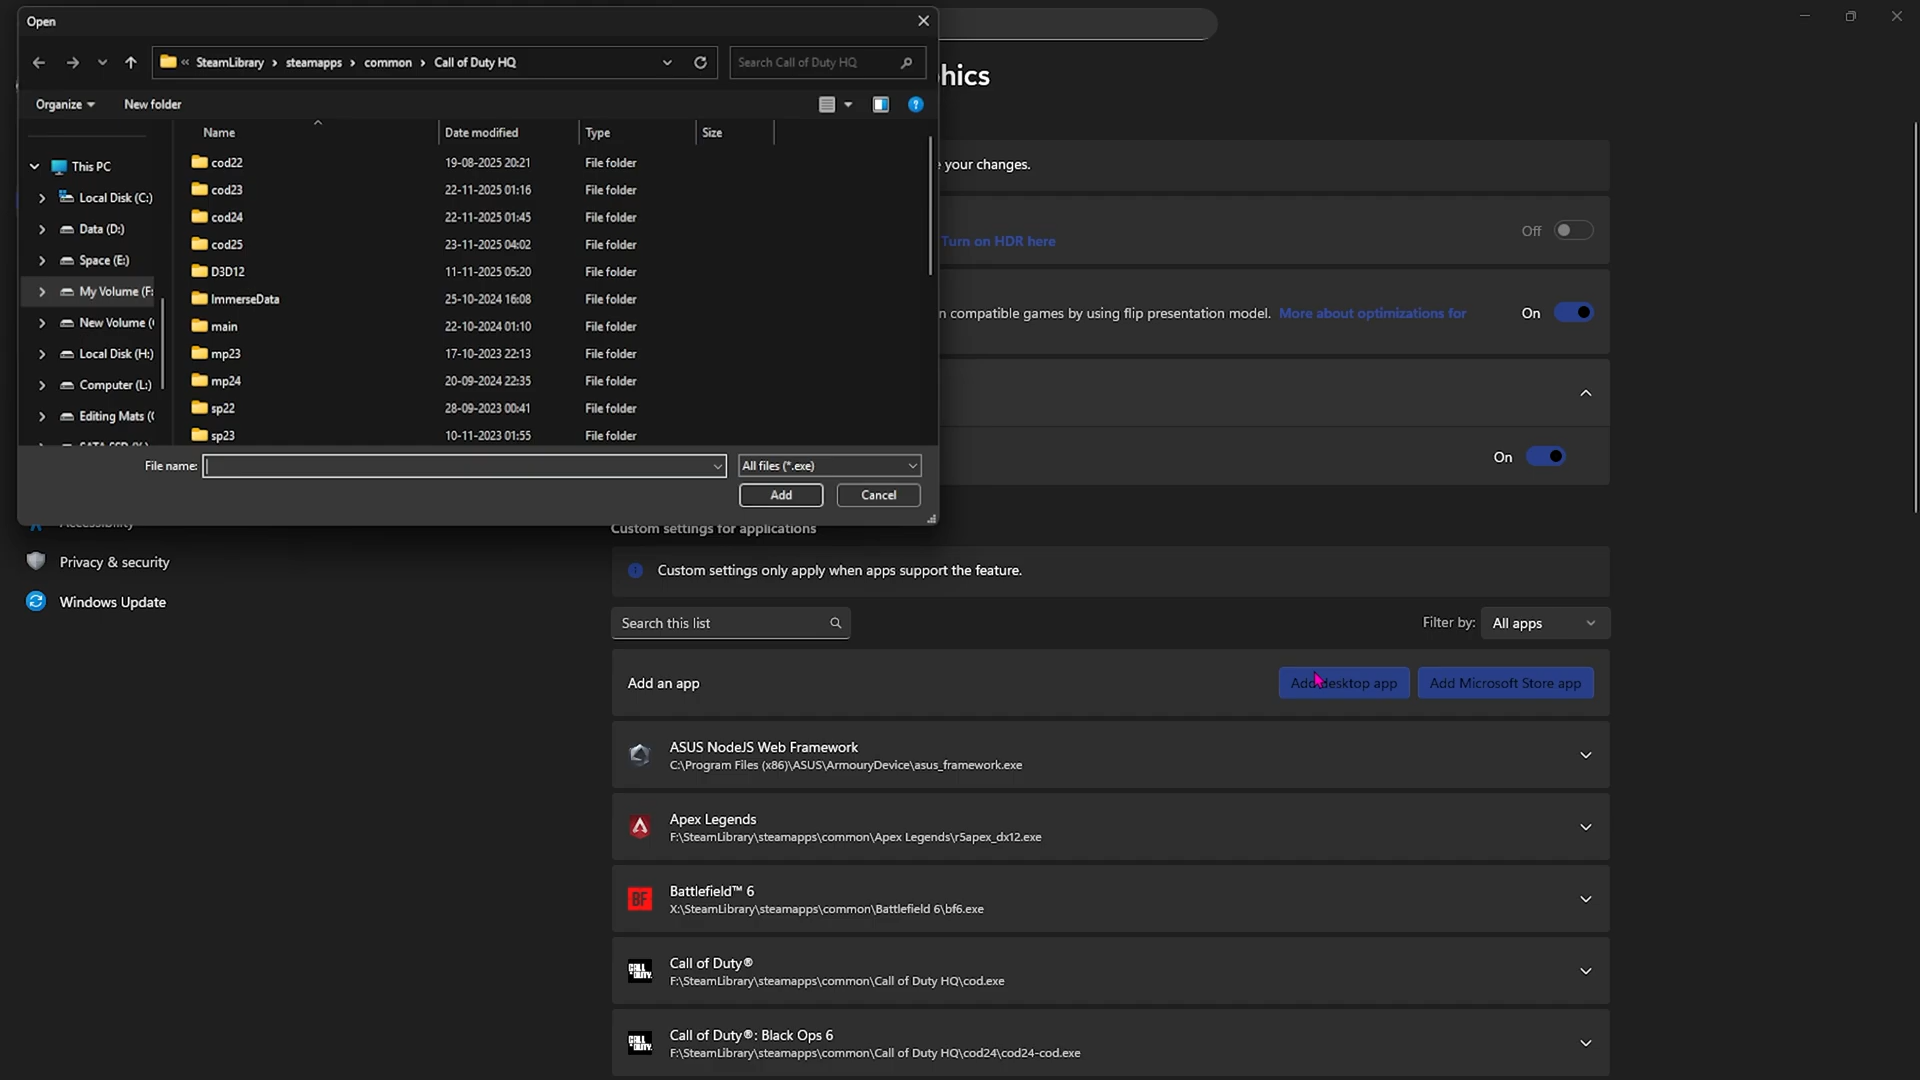 Open
« SteamLibrary › steamapps › common › Call of Duty HQ
Search Call of Duty HQ
hics
Organize
New folder
Name
Date modified
Type
Size
This PC
Local Disk (C:)
Data (D:)
Space (E:)
My Volume (F:
New Volume (
Local Disk (H:)
Computer (L:)
Editing Mats (
cod22 19-08-2025 20:21 File folder
cod23 22-11-2025 01:16 File folder
cod24 22-11-2025 01:45 File folder
cod25 23-11-2025 04:02 File folder
D3D12 11-11-2025 05:20 File folder
ImmerseData 25-10-2024 16:08 File folder
main 22-10-2024 01:10 File folder
mp23 17-10-2023 22:13 File folder
mp24 20-09-2024 22:35 File folder
sp22 28-09-2023 00:41 File folder
sp23 10-11-2023 01:55 File folder
File name:
All files (*.exe)
Add
Cancel
your changes.
Turn on HDR here
Off
n compatible games by using flip presentation model. More about optimizations for
On
On
Accessibility
Privacy & security
Windows Update
Custom settings for applications
Custom settings only apply when apps support the feature.
Search this list
Filter by: All apps
Add an app
Add desktop app
Add Microsoft Store app
ASUS NodeJS Web Framework
C:\Program Files (x86)\ASUS\ArmouryDevice\asus_framework.exe
Apex Legends
F:\SteamLibrary\steamapps\common\Apex Legends\r5apex_dx12.exe
BF
Battlefield™ 6
X:\SteamLibrary\steamapps\common\Battlefield 6\bf6.exe
Call of Duty®
F:\SteamLibrary\steamapps\common\Call of Duty HQ\cod.exe
Call of Duty®: Black Ops 6
F:\SteamLibrary\steamapps\common\Call of Duty HQ\cod24\cod24-cod.exe